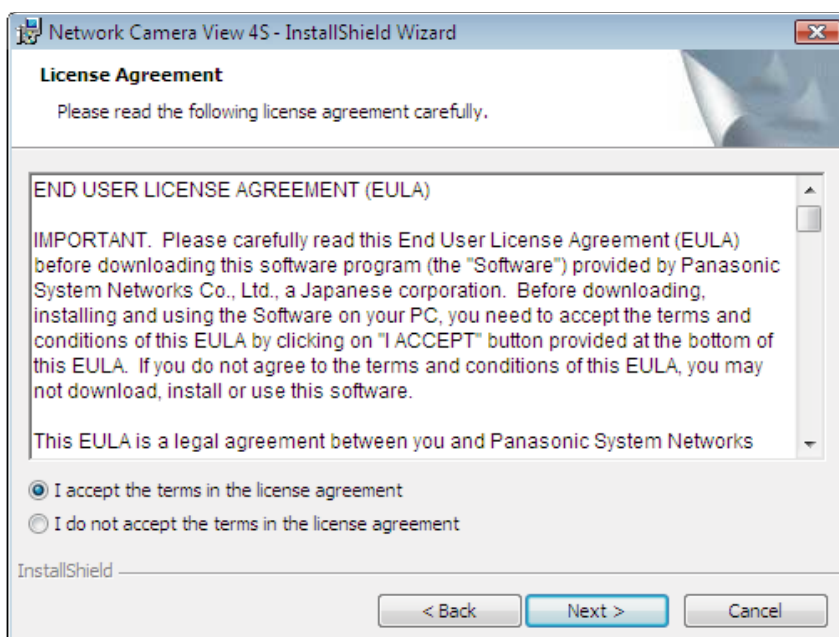 Network Camera View 4S - InstallShield Wizard
License Agreement
Please read the following license agreement carefully.
END USER LICENSE AGREEMENT (EULA)
IMPORTANT.  Please carefully read this End User License Agreement (EULA)
before downloading this software program (the "Software") provided by Panasonic
System Networks Co., Ltd., a Japanese corporation.  Before downloading,
installing and using the Software on your PC, you need to accept the terms and
conditions of this EULA by clicking on "I ACCEPT" button provided at the bottom of
this EULA.  If you do not agree to the terms and conditions of this EULA, you may
not download, install or use this software.
This EULA is a legal agreement between you and Panasonic System Networks
I accept the terms in the license agreement
I do not accept the terms in the license agreement
InstallShield
< Back
Next >
Cancel